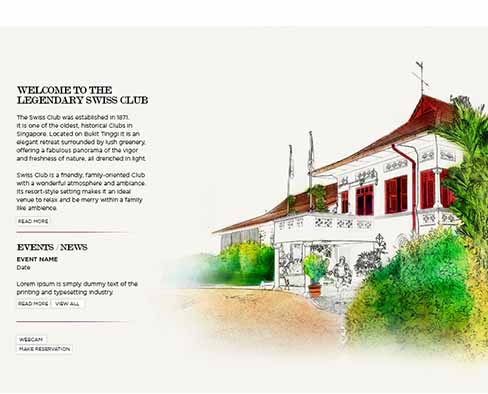 WELCOME TO THE
LEGENDARY SWISS CLUB
The Swiss Club was established in 1871.
It is one of the oldest, historical Clubs in
Singapore. Located on Bukit Tinggi it is an
elegant retreat surrounded by lush greenery,
offering a fabulous panorama of the vigor
and freshness of nature, all drenched in light.
Swiss Club is a friendly, family-oriented Club
with a wonderful atmosphere and ambiance.
Its resort-style setting makes it an ideal
venue to relax and be merry within a family
like ambience.
READ MORE
EVENTS / NEWS
EVENT NAME
Date
Lorem Ipsum is simply dummy text of the
printing and typesetting industry.
READ MORE VIEW ALL
WEBCAM
MAKE RESERVATION